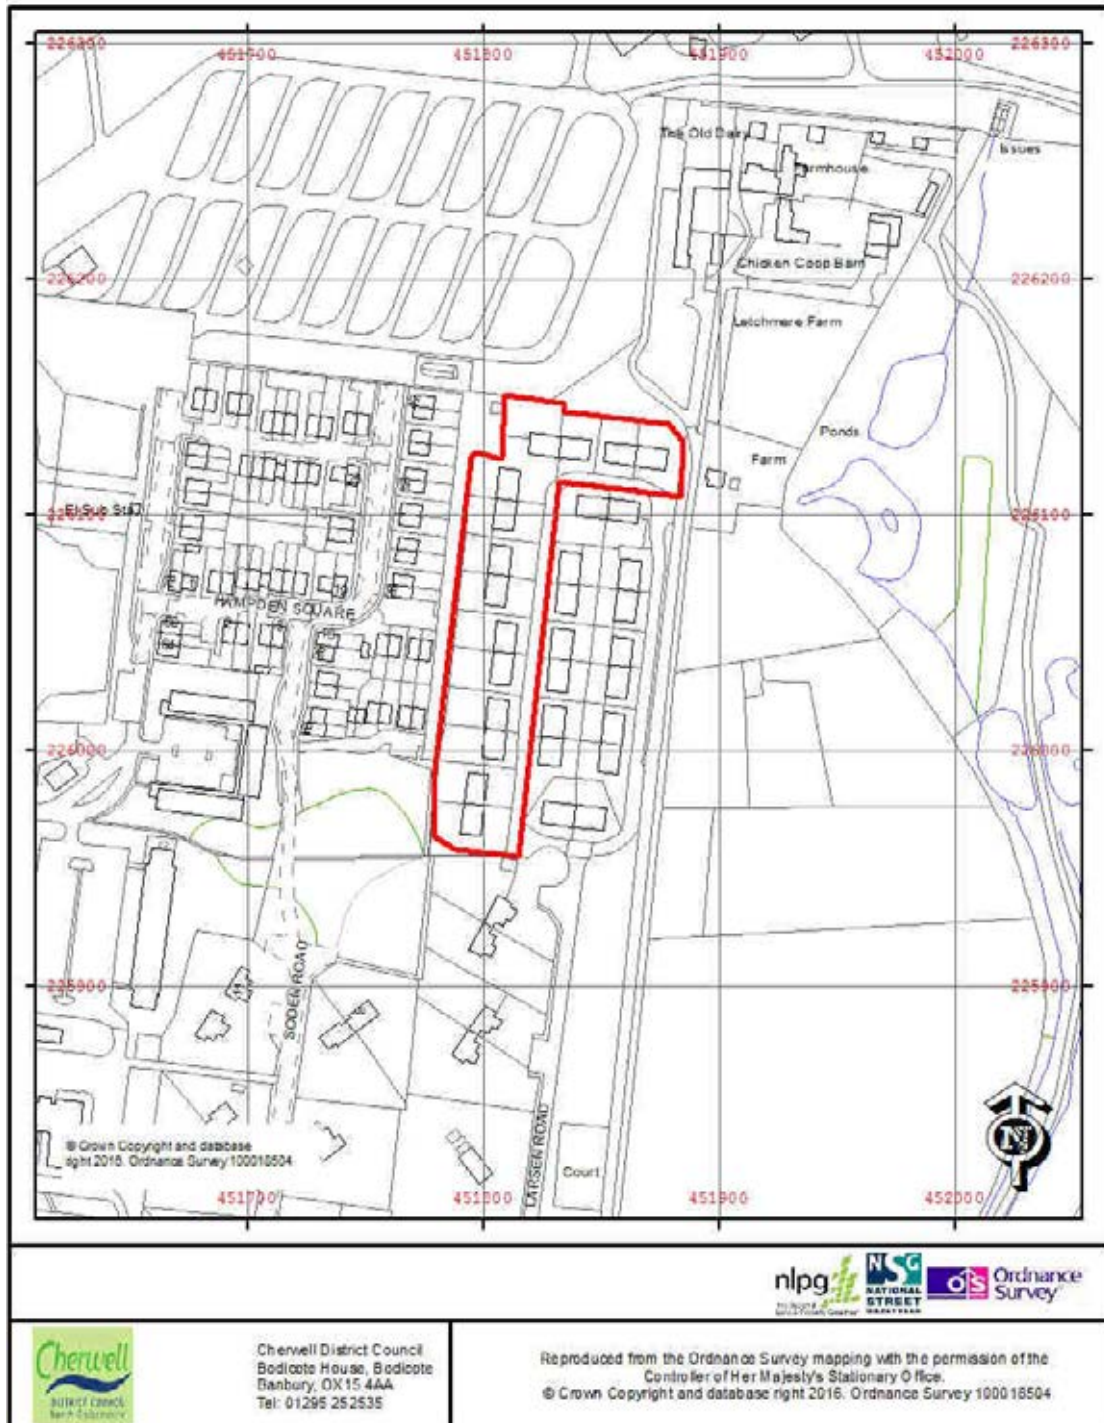 226300
451700
451800
451900
452000
226300
The Old Dairy
Farmhouse
Issues
226200
Chicken Coop Barn
226200
Letchmere Farm
Ponds
Farm
El Sub Sta
226100
HAMPDEN SQUARE
226000
226000
225900
SODEN ROAD
225900
LARSEN ROAD
Court
N
© Crown Copyright and database
right 2016. Ordnance Survey 100018504
451700
451800
451900
452000
nlpg
NSG
NATIONAL
STREET
GAZETTEER
OS
Ordnance
Survey
Cherwell
DISTRICT COUNCIL
Cherwell District Council
Bodicote House, Bodicote
Banbury, OX15 4AA
Tel: 01295 252535
Reproduced from the Ordnance Survey mapping with the permission of the
Controller of Her Majesty's Stationary Office.
© Crown Copyright and database right 2016. Ordnance Survey 100018504